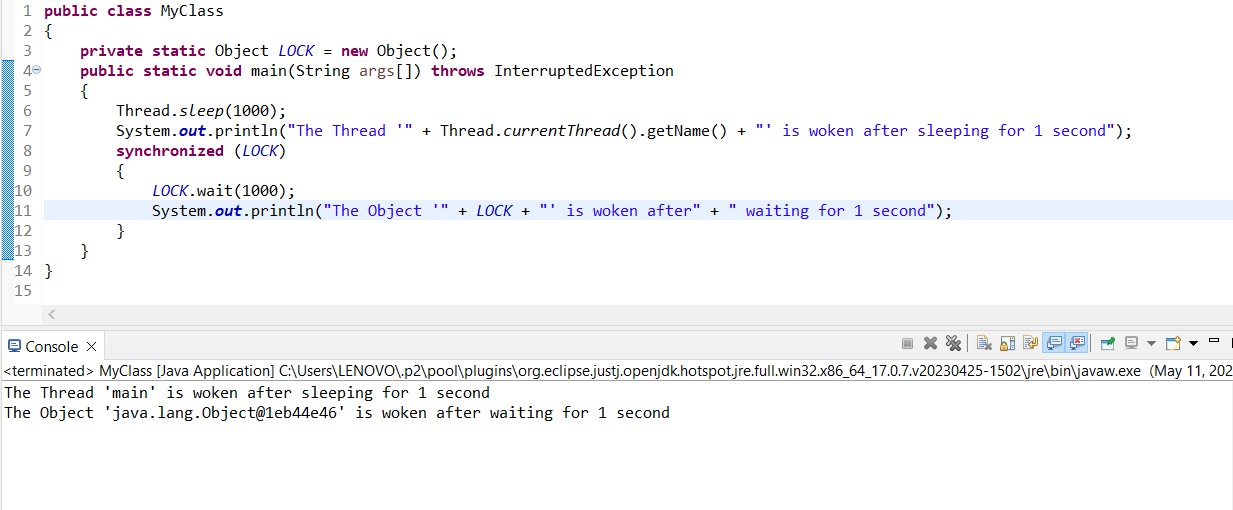 1 public class MyClass
2 {
3 private static Object LOCK = new Object();
4 public static void main(String args[]) throws InterruptedException
5 {
6 Thread.sleep(1000);
7 System.out.println("The Thread '" + Thread.currentThread().getName() + "' is woken after sleeping for 1 second");
8 synchronized (LOCK)
9 {
10 LOCK.wait(1000);
11 System.out.println("The Object '" + LOCK + "' is woken after" + " waiting for 1 second");
12 }
13 }
14 }
15
Console
<terminated> MyClass [Java Application] C:\Users\LENOVO\.p2\pool\plugins\org.eclipse.justj.openjdk.hotspot.jre.full.win32.x86_64_17.0.7.v20230425-1502\jre\bin\javaw.exe (May 11, 202
The Thread 'main' is woken after sleeping for 1 second
The Object 'java.lang.Object@1eb44e46' is woken after waiting for 1 second